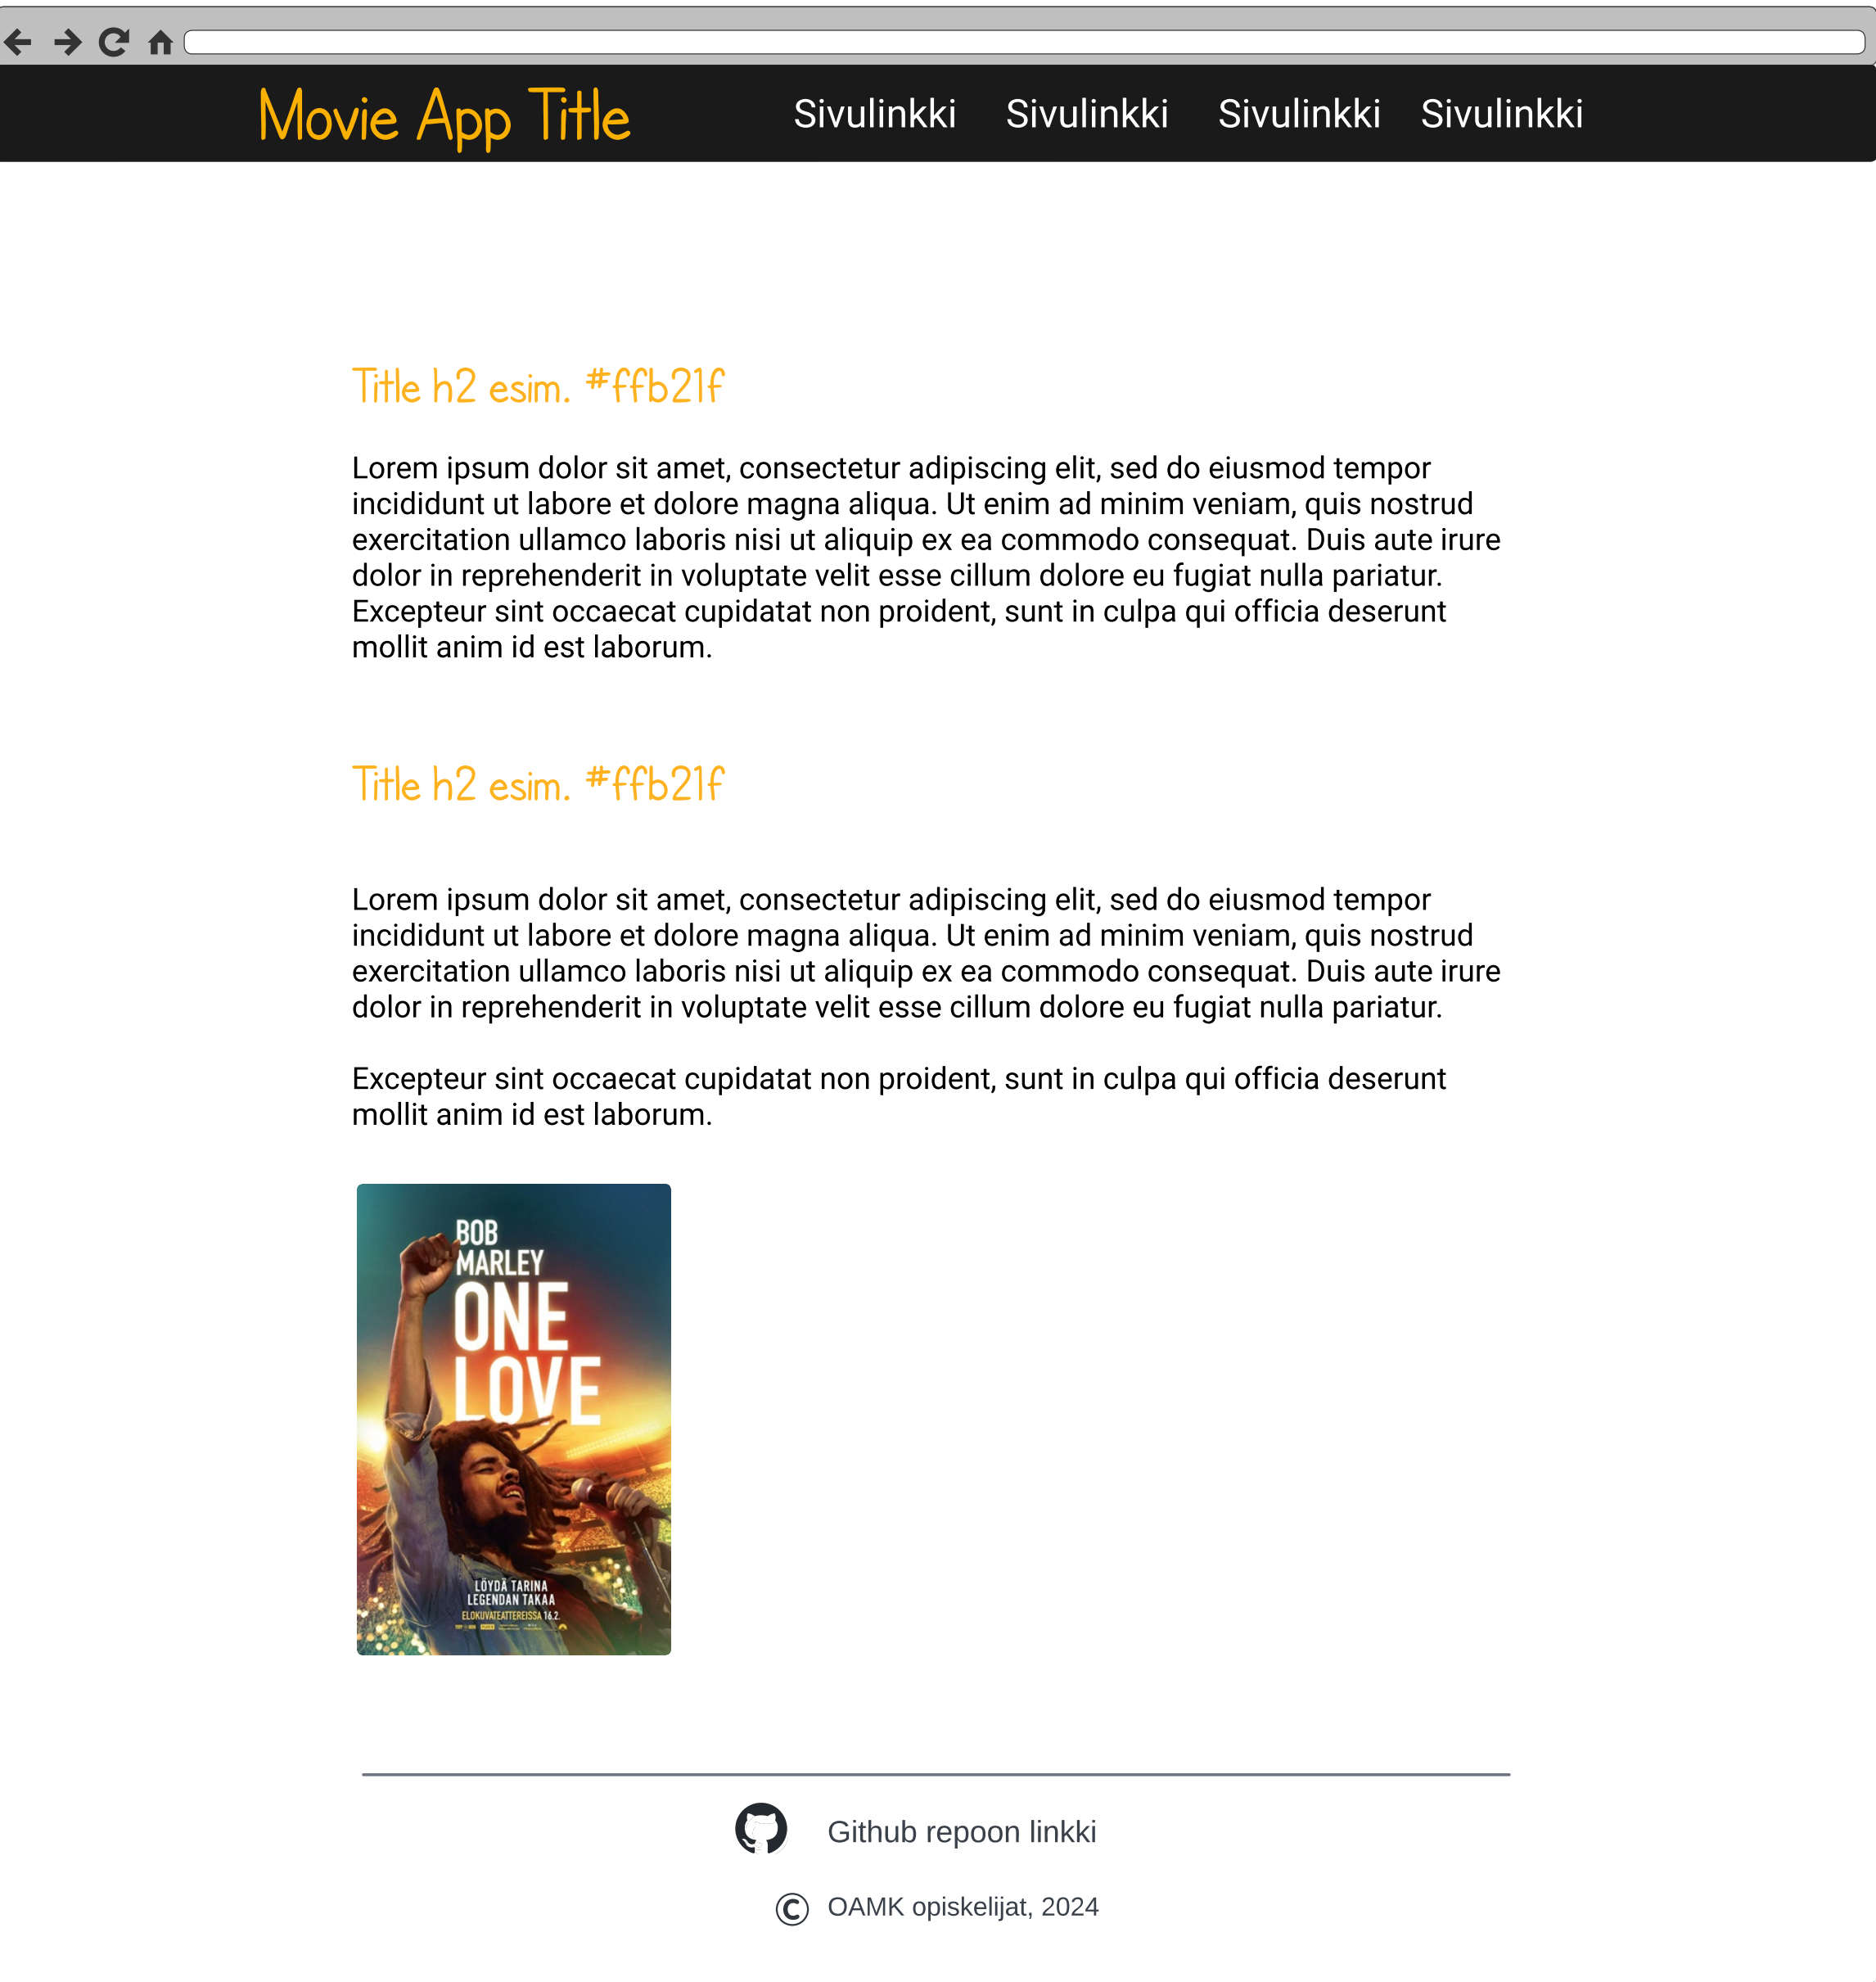 Movie App Title
Sivulinkki Sivulinkki Sivulinkki Sivulinkki
Title h2 esim. #ffb21f
Lorem ipsum dolor sit amet, consectetur adipiscing elit, sed do eiusmod tempor
incididunt ut labore et dolore magna aliqua. Ut enim ad minim veniam, quis nostrud
exercitation ullamco laboris nisi ut aliquip ex ea commodo consequat. Duis aute irure
dolor in reprehenderit in voluptate velit esse cillum dolore eu fugiat nulla pariatur.
Excepteur sint occaecat cupidatat non proident, sunt in culpa qui officia deserunt
mollit anim id est laborum.
Title h2 esim. #ffb21f
Lorem ipsum dolor sit amet, consectetur adipiscing elit, sed do eiusmod tempor
incididunt ut labore et dolore magna aliqua. Ut enim ad minim veniam, quis nostrud
exercitation ullamco laboris nisi ut aliquip ex ea commodo consequat. Duis aute irure
dolor in reprehenderit in voluptate velit esse cillum dolore eu fugiat nulla pariatur.
Excepteur sint occaecat cupidatat non proident, sunt in culpa qui officia deserunt
mollit anim id est laborum.
BOB
MARLEY
ONE
LOVE
LÖYDÄ TARINA
LEGENDAN TAKAA
ELOKUVATEATTEREISSA 16.2.
Github repoon linkki
© OAMK opiskelijat, 2024